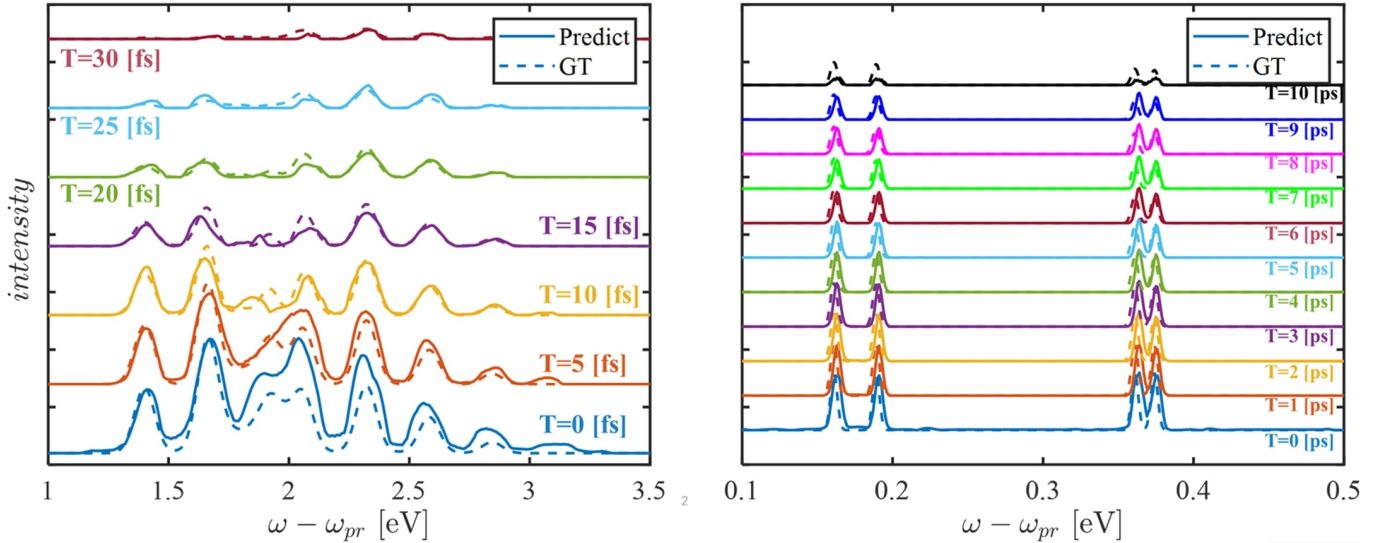 Predict
GT
T=30 [fs]
T=25 [fs]
T=20 [fs]
T=15 [fs]
T=10 [fs]
T=5 [fs]
T=0 [fs]
intensity
1 1.5 2 2.5 3 3.5
ω − ωpr [eV]
2
Predict
GT
T=10 [ps]
T=9 [ps]
T=8 [ps]
T=7 [ps]
T=6 [ps]
T=5 [ps]
T=4 [ps]
T=3 [ps]
T=2 [ps]
T=1 [ps]
T=0 [ps]
0.1 0.2 0.3 0.4 0.5
ω − ωpr [eV]